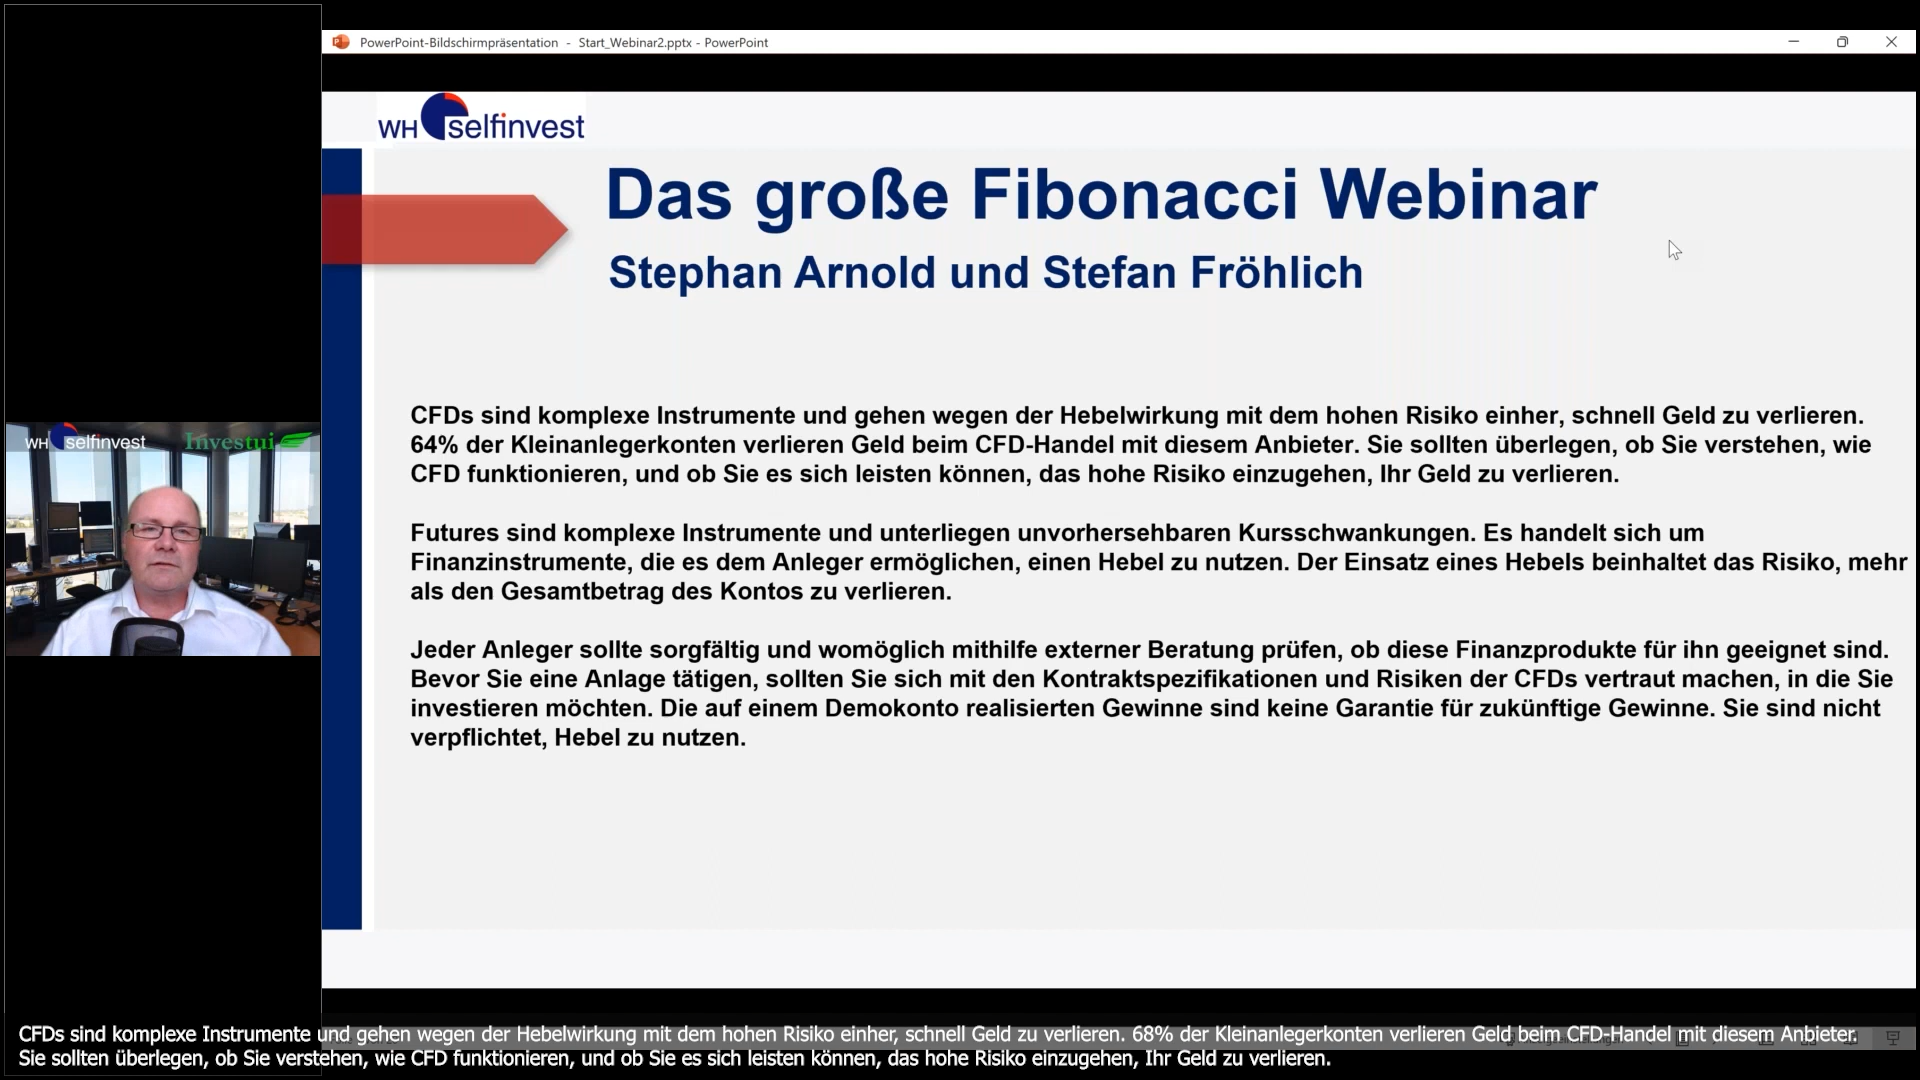 PowerPoint-Bildschirmpräsentation - Start_Webinar2.pptx - PowerPoint
WH selfinvest
Das große Fibonacci Webinar
Stephan Arnold und Stefan Fröhlich
CFDs sind komplexe Instrumente und gehen wegen der Hebelwirkung mit dem hohen Risiko einher, schnell Geld zu verlieren.
64% der Kleinanlegerkonten verlieren Geld beim CFD-Handel mit diesem Anbieter. Sie sollten überlegen, ob Sie verstehen, wie
CFD funktionieren, und ob Sie es sich leisten können, das hohe Risiko einzugehen, Ihr Geld zu verlieren.
Futures sind komplexe Instrumente und unterliegen unvorhersehbaren Kursschwankungen. Es handelt sich um
Finanzinstrumente, die es dem Anleger ermöglichen, einen Hebel zu nutzen. Der Einsatz eines Hebels beinhaltet das Risiko, mehr
als den Gesamtbetrag des Kontos zu verlieren.
Jeder Anleger sollte sorgfältig und womöglich mithilfe externer Beratung prüfen, ob diese Finanzprodukte für ihn geeignet sind.
Bevor Sie eine Anlage tätigen, sollten Sie sich mit den Kontraktspezifikationen und Risiken der CFDs vertraut machen, in die Sie
investieren möchten. Die auf einem Demokonto realisierten Gewinne sind keine Garantie für zukünftige Gewinne. Sie sind nicht
verpflichtet, Hebel zu nutzen.
WH selfinvest Investui
CFDs sind komplexe Instrumente und gehen wegen der Hebelwirkung mit dem hohen Risiko einher, schnell Geld zu verlieren. 68% der Kleinanlegerkonten verlieren Geld beim CFD-Handel mit diesem Anbieter.
Sie sollten überlegen, ob Sie verstehen, wie CFD funktionieren, und ob Sie es sich leisten können, das hohe Risiko einzugehen, Ihr Geld zu verlieren.